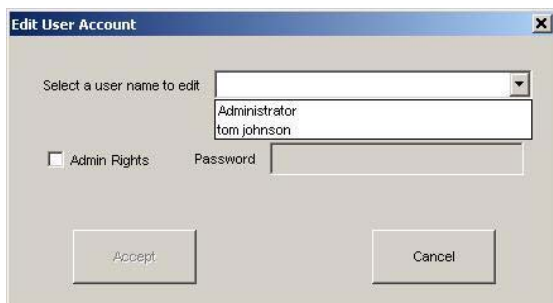 Edit User Account
Select a user name to edit
Administrator
tom johnson
Admin Rights Password
Accept Cancel